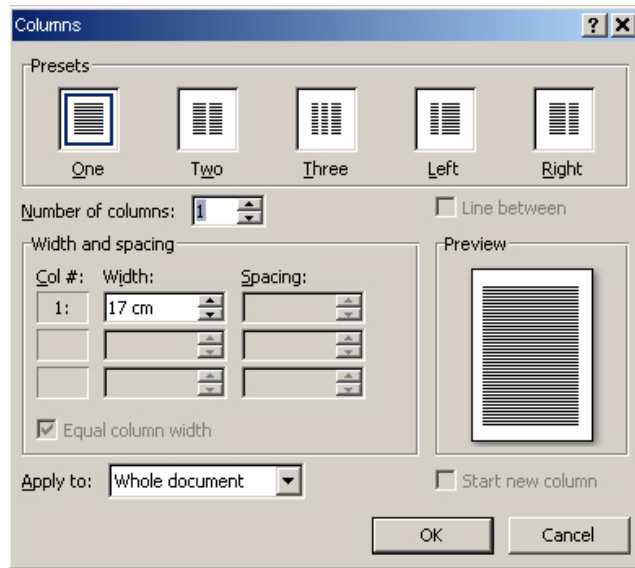 Columns
Presets
One Two Three Left Right
Number of columns: 1 Line between
Width and spacing Preview
Col #: Width: Spacing:
1: 17 cm
Equal column width
Apply to: Whole document Start new column
OK Cancel